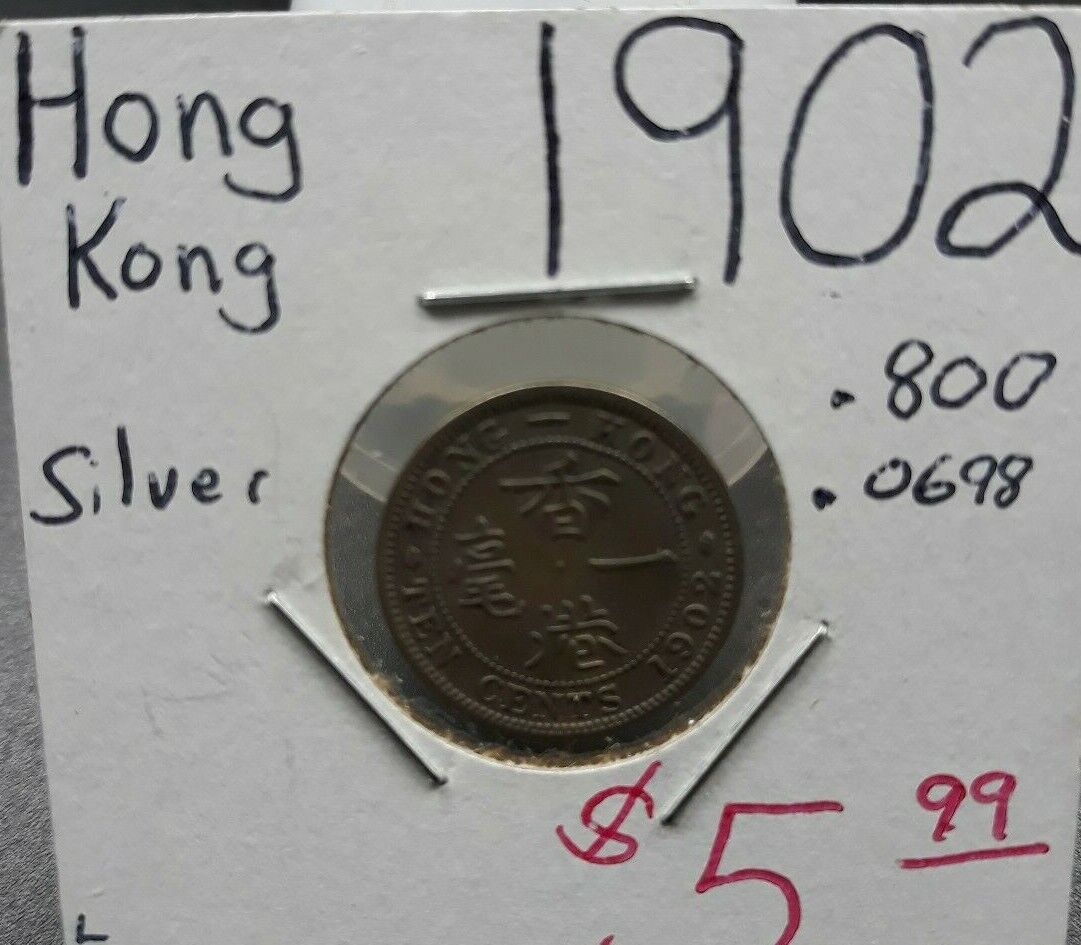 Hong
Kong
1902
Silver
.800
.0698
HONG - KONG
香
一
港
毫
TEN CENTS 1902
$5.99